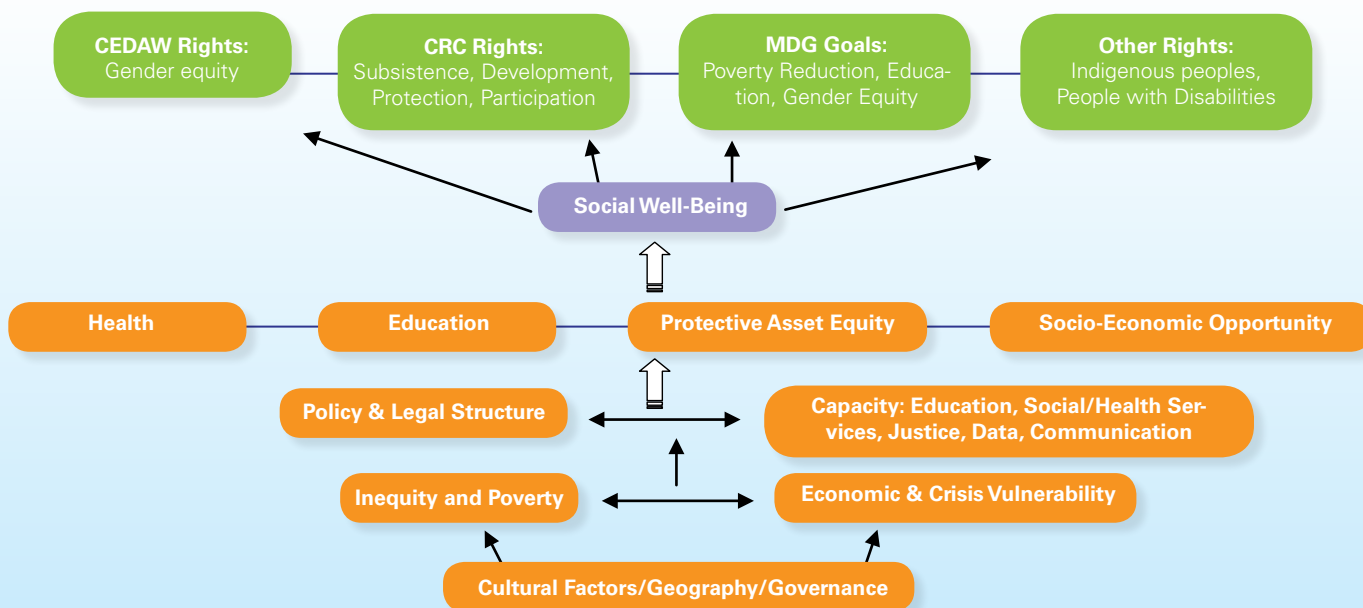 CEDAW Rights:
Gender equity
CRC Rights:
Subsistence, Development,
Protection, Participation
MDG Goals:
Poverty Reduction, Educa-
tion, Gender Equity
Other Rights:
Indigenous peoples,
People with Disabilities
Social Well-Being
Health
Education
Protective Asset Equity
Socio-Economic Opportunity
Policy & Legal Structure
Capacity: Education, Social/Health Ser-
vices, Justice, Data, Communication
Inequity and Poverty
Economic & Crisis Vulnerability
Cultural Factors/Geography/Governance